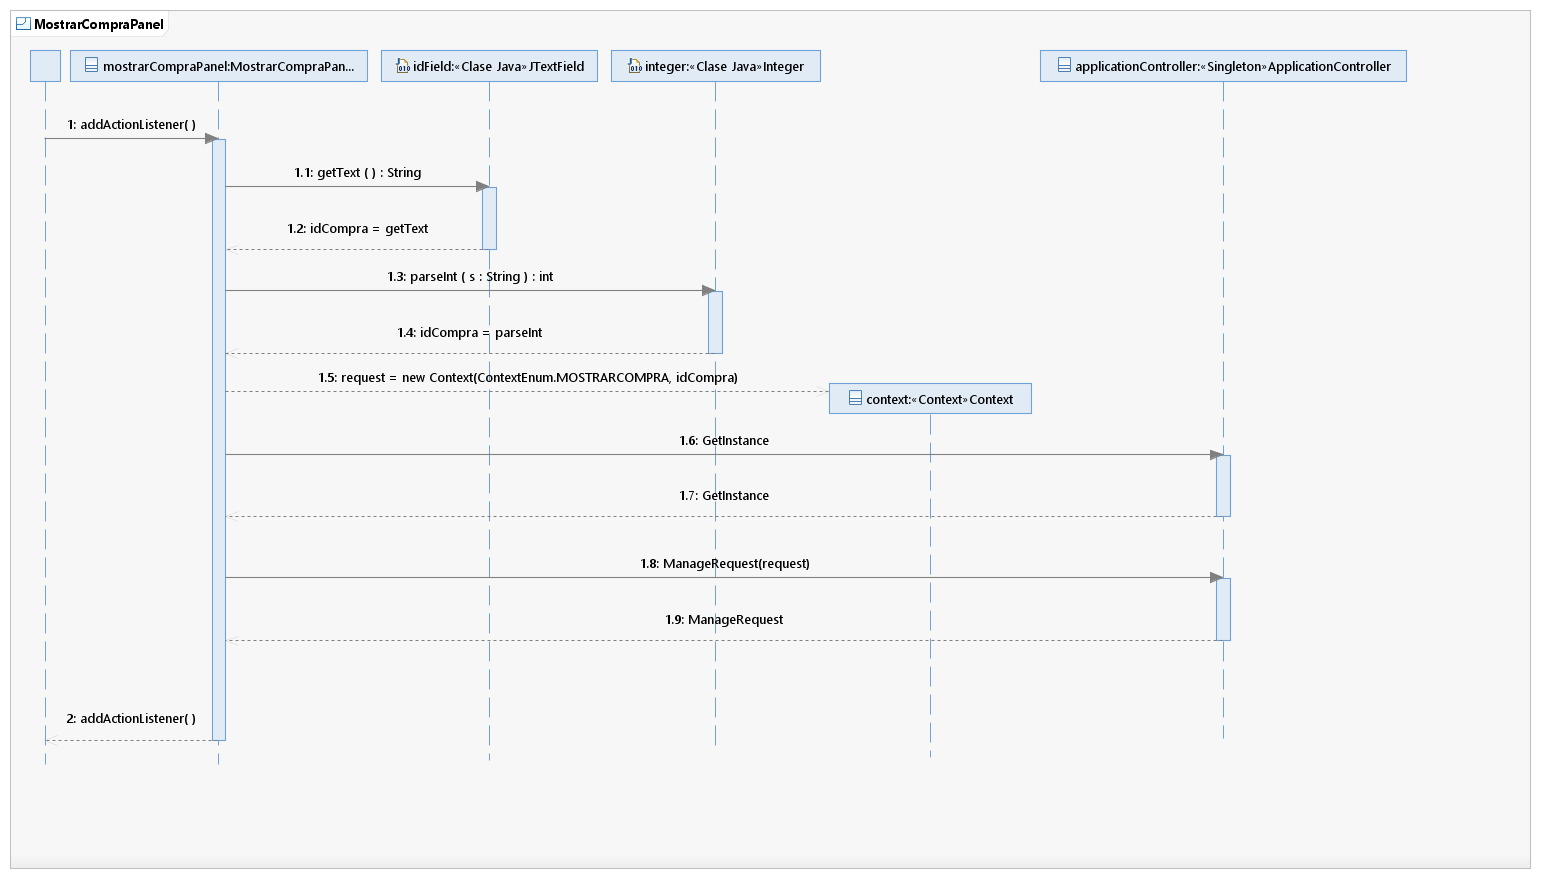 MostrarCompraPanel
mostrarCompraPanel:MostrarCompraPan...
idField:«Clase Java»JTextField
integer:«Clase Java»Integer
applicationController:«Singleton»ApplicationController
1: addActionListener( )
1.1: getText ( ) : String
1.2: idCompra = getText
1.3: parseInt ( s : String ) : int
1.4: idCompra = parseInt
1.5: request = new Context(ContextEnum.MOSTRARCOMPRA, idCompra)
context:«Context»Context
1.6: GetInstance
1.7: GetInstance
1.8: ManageRequest(request)
1.9: ManageRequest
2: addActionListener( )